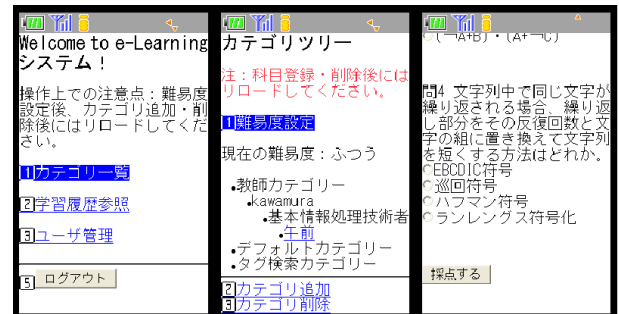 Welcome to e-Learning
システム！
操作上での注意点：難易度
設定後、カテゴリ追加・削
除後にはリロードしてくだ
さい。
1カテゴリ一覧
2学習履歴参照
3ユーザ管理
5 ログアウト
カテゴリツリー
注：科目登録・削除後には
リロードしてください。
1難易度設定
現在の難易度：ふつう
・教師カテゴリー
・kawamura
・基本情報処理技術者
・午前
・デフォルトカテゴリー
・タグ検索カテゴリー
2カテゴリ追加
3カテゴリ削除
(￢A+B)・(A+￢C)
問4 文字列中で同じ文字が
繰り返される場合、繰り返
し部分をその反復回数と文
字の組に置き換えて文字列
を短くする方法はどれか。
EBCDIC符号
巡回符号
ハフマン符号
ランレングス符号化
採点する